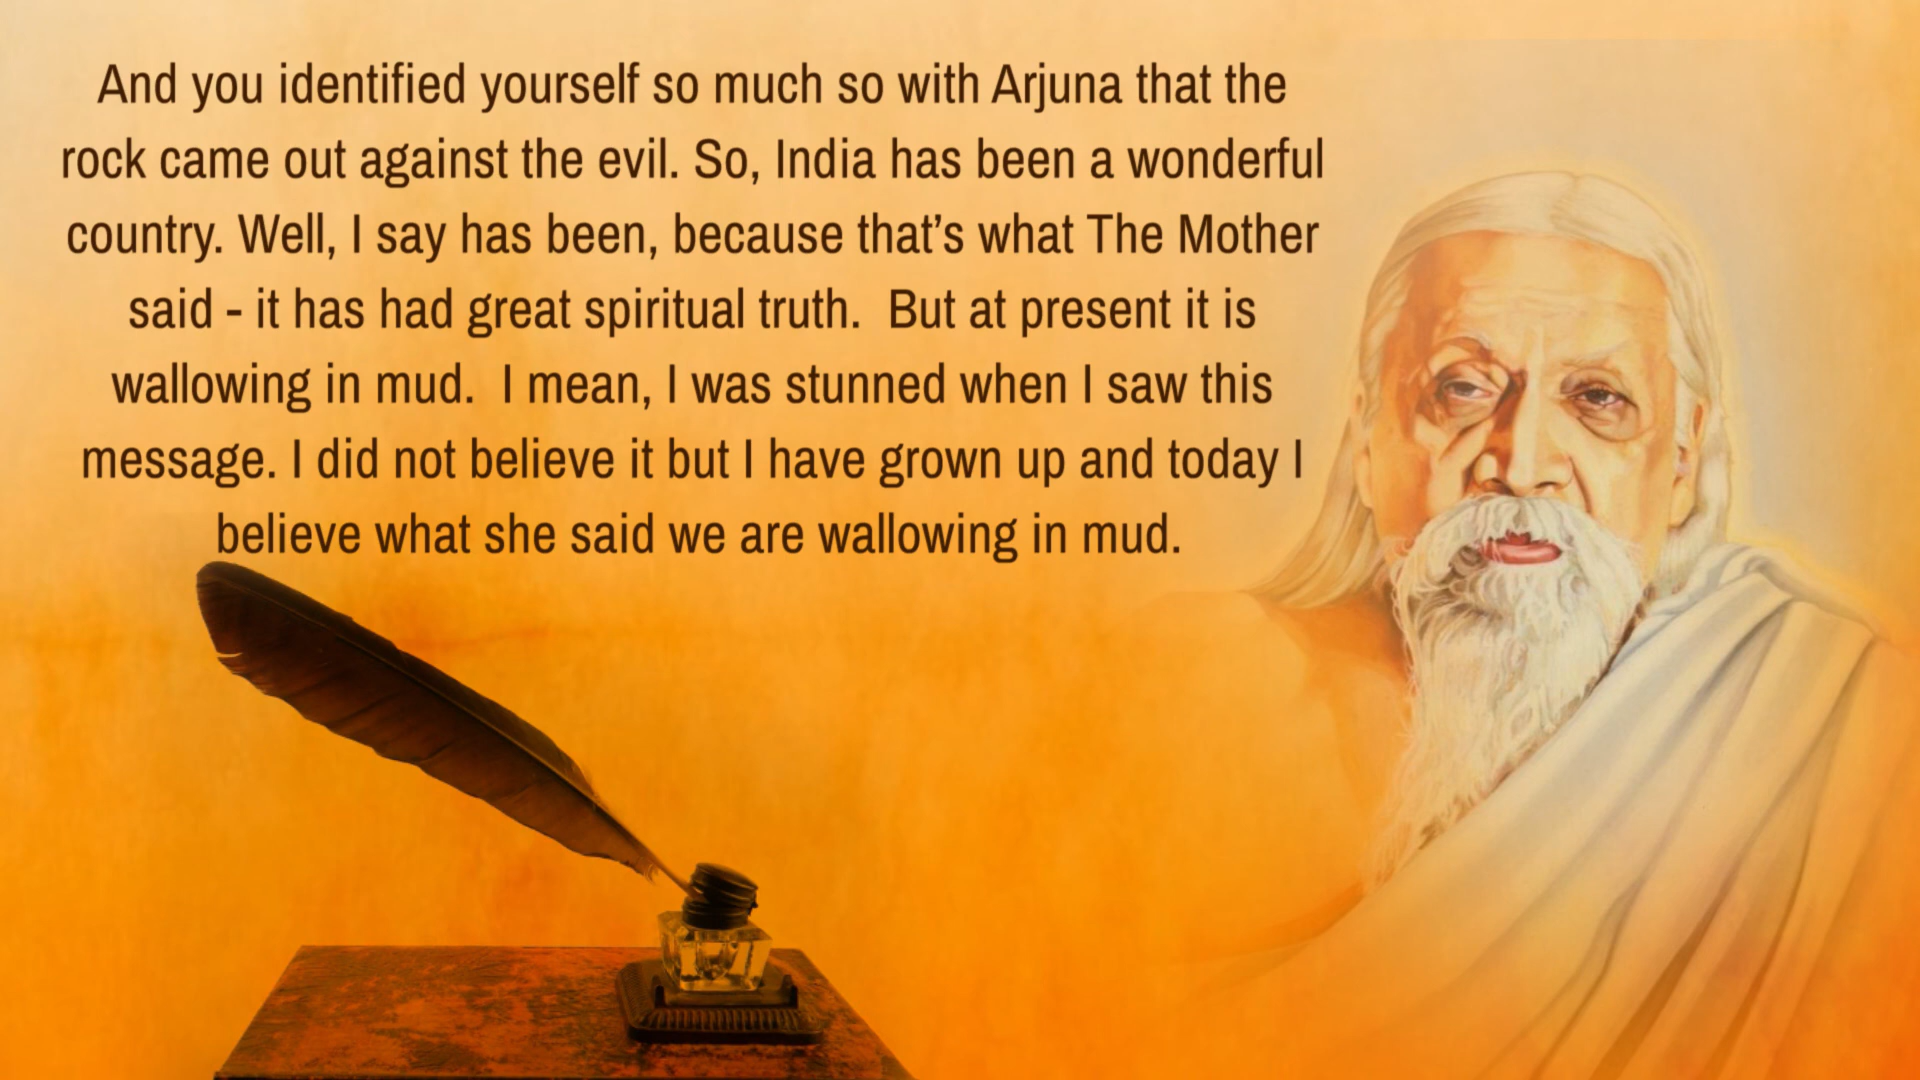 And you identified yourself so much so with Arjuna that the
rock came out against the evil. So, India has been a wonderful
country. Well, I say has been, because that’s what The Mother
said - it has had great spiritual truth.  But at present it is
wallowing in mud.  I mean, I was stunned when I saw this
message. I did not believe it but I have grown up and today I
believe what she said we are wallowing in mud.